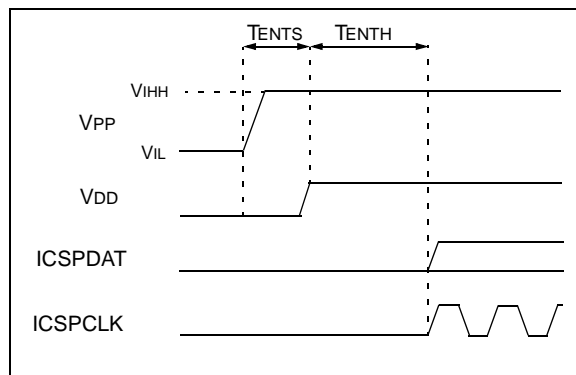 TENTS TENTH
VIHH
VPP
VIL
VDD
ICSPDAT
ICSPCLK